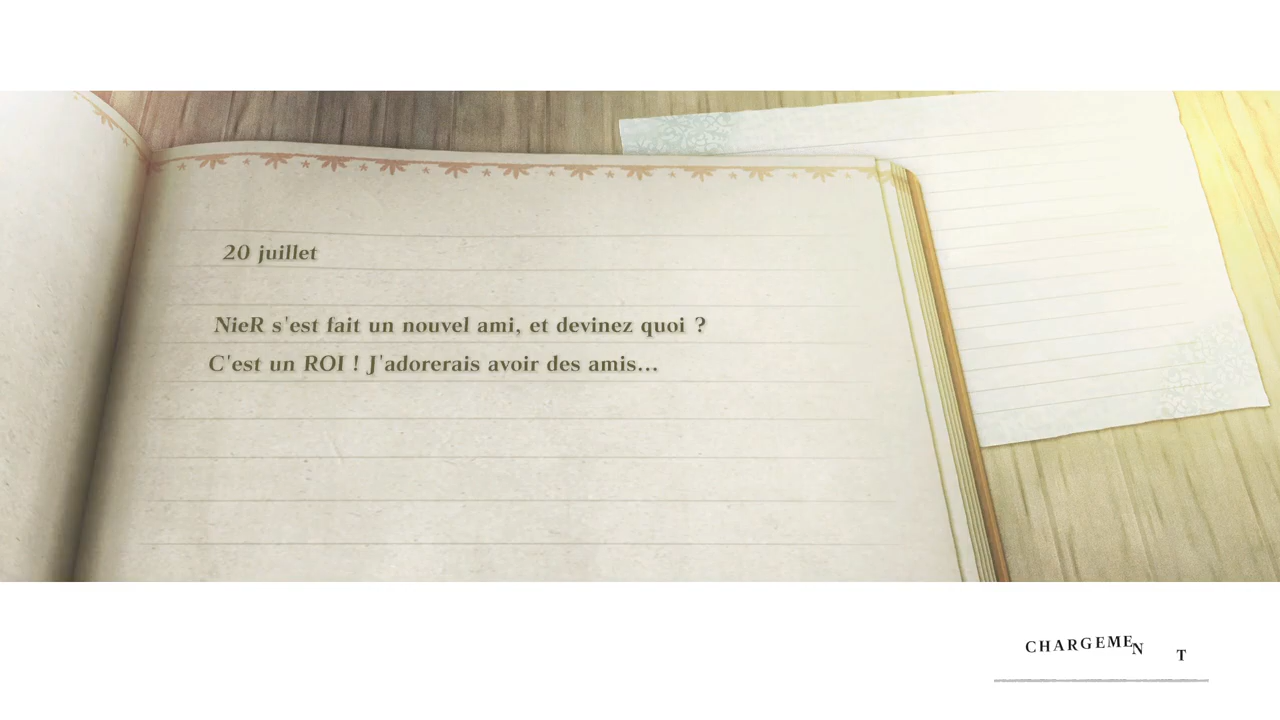 20 juillet
NieR s'est fait un nouvel ami, et devinez quoi ?
C'est un ROI ! J'adorerais avoir des amis...
CHARGEMENT